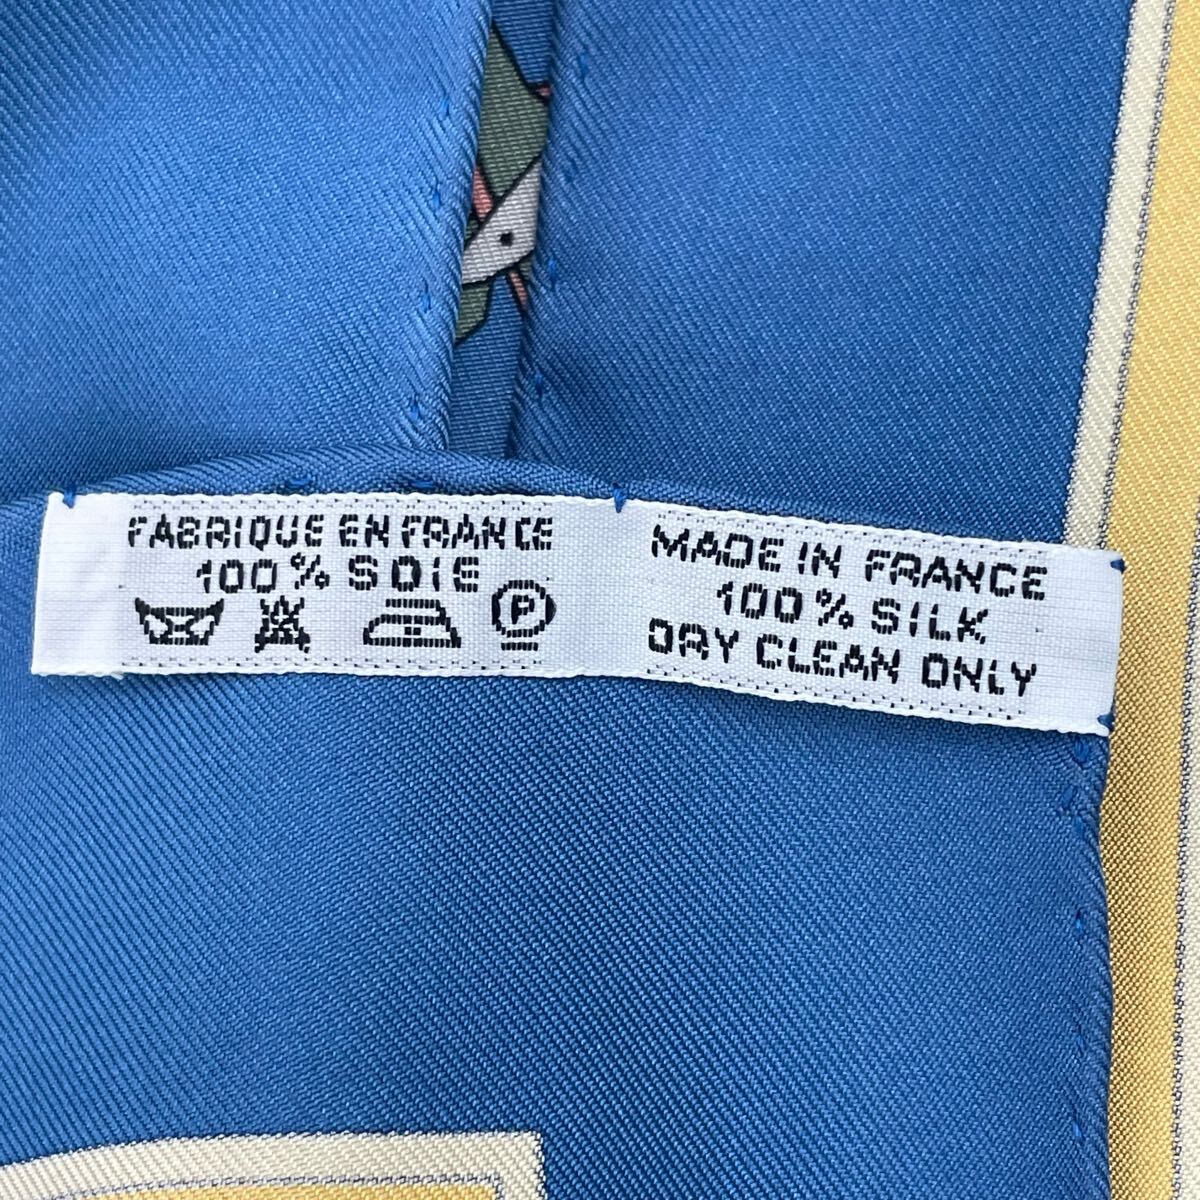 FABRIQUE EN FRANCE
100% SOIE
P
MADE IN FRANCE
100% SILK
DRY CLEAN ONLY